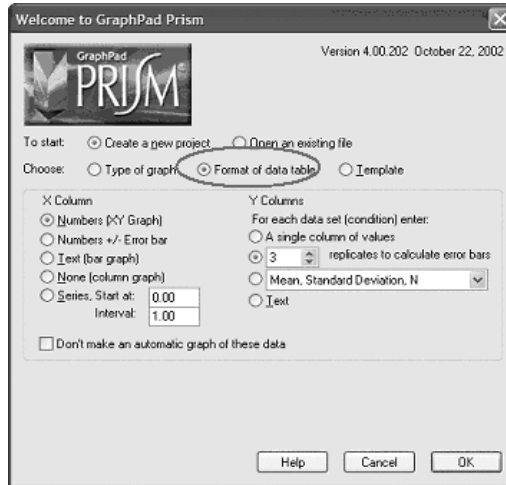 Welcome to GraphPad Prism
Version 4.00.202 October 22, 2002
GraphPad
PRISM
To start: Create a new project Open an existing file
Choose: Type of graph Format of data table Template
X Column
Numbers (XY Graph)
Numbers +/- Error bar
Text (bar graph)
None (column graph)
Series, Start at: 0.00
Interval: 1.00
Y Columns
For each data set (condition) enter:
A single column of values
3 replicates to calculate error bars
Mean, Standard Deviation, N
Text
Don't make an automatic graph of these data
Help Cancel OK